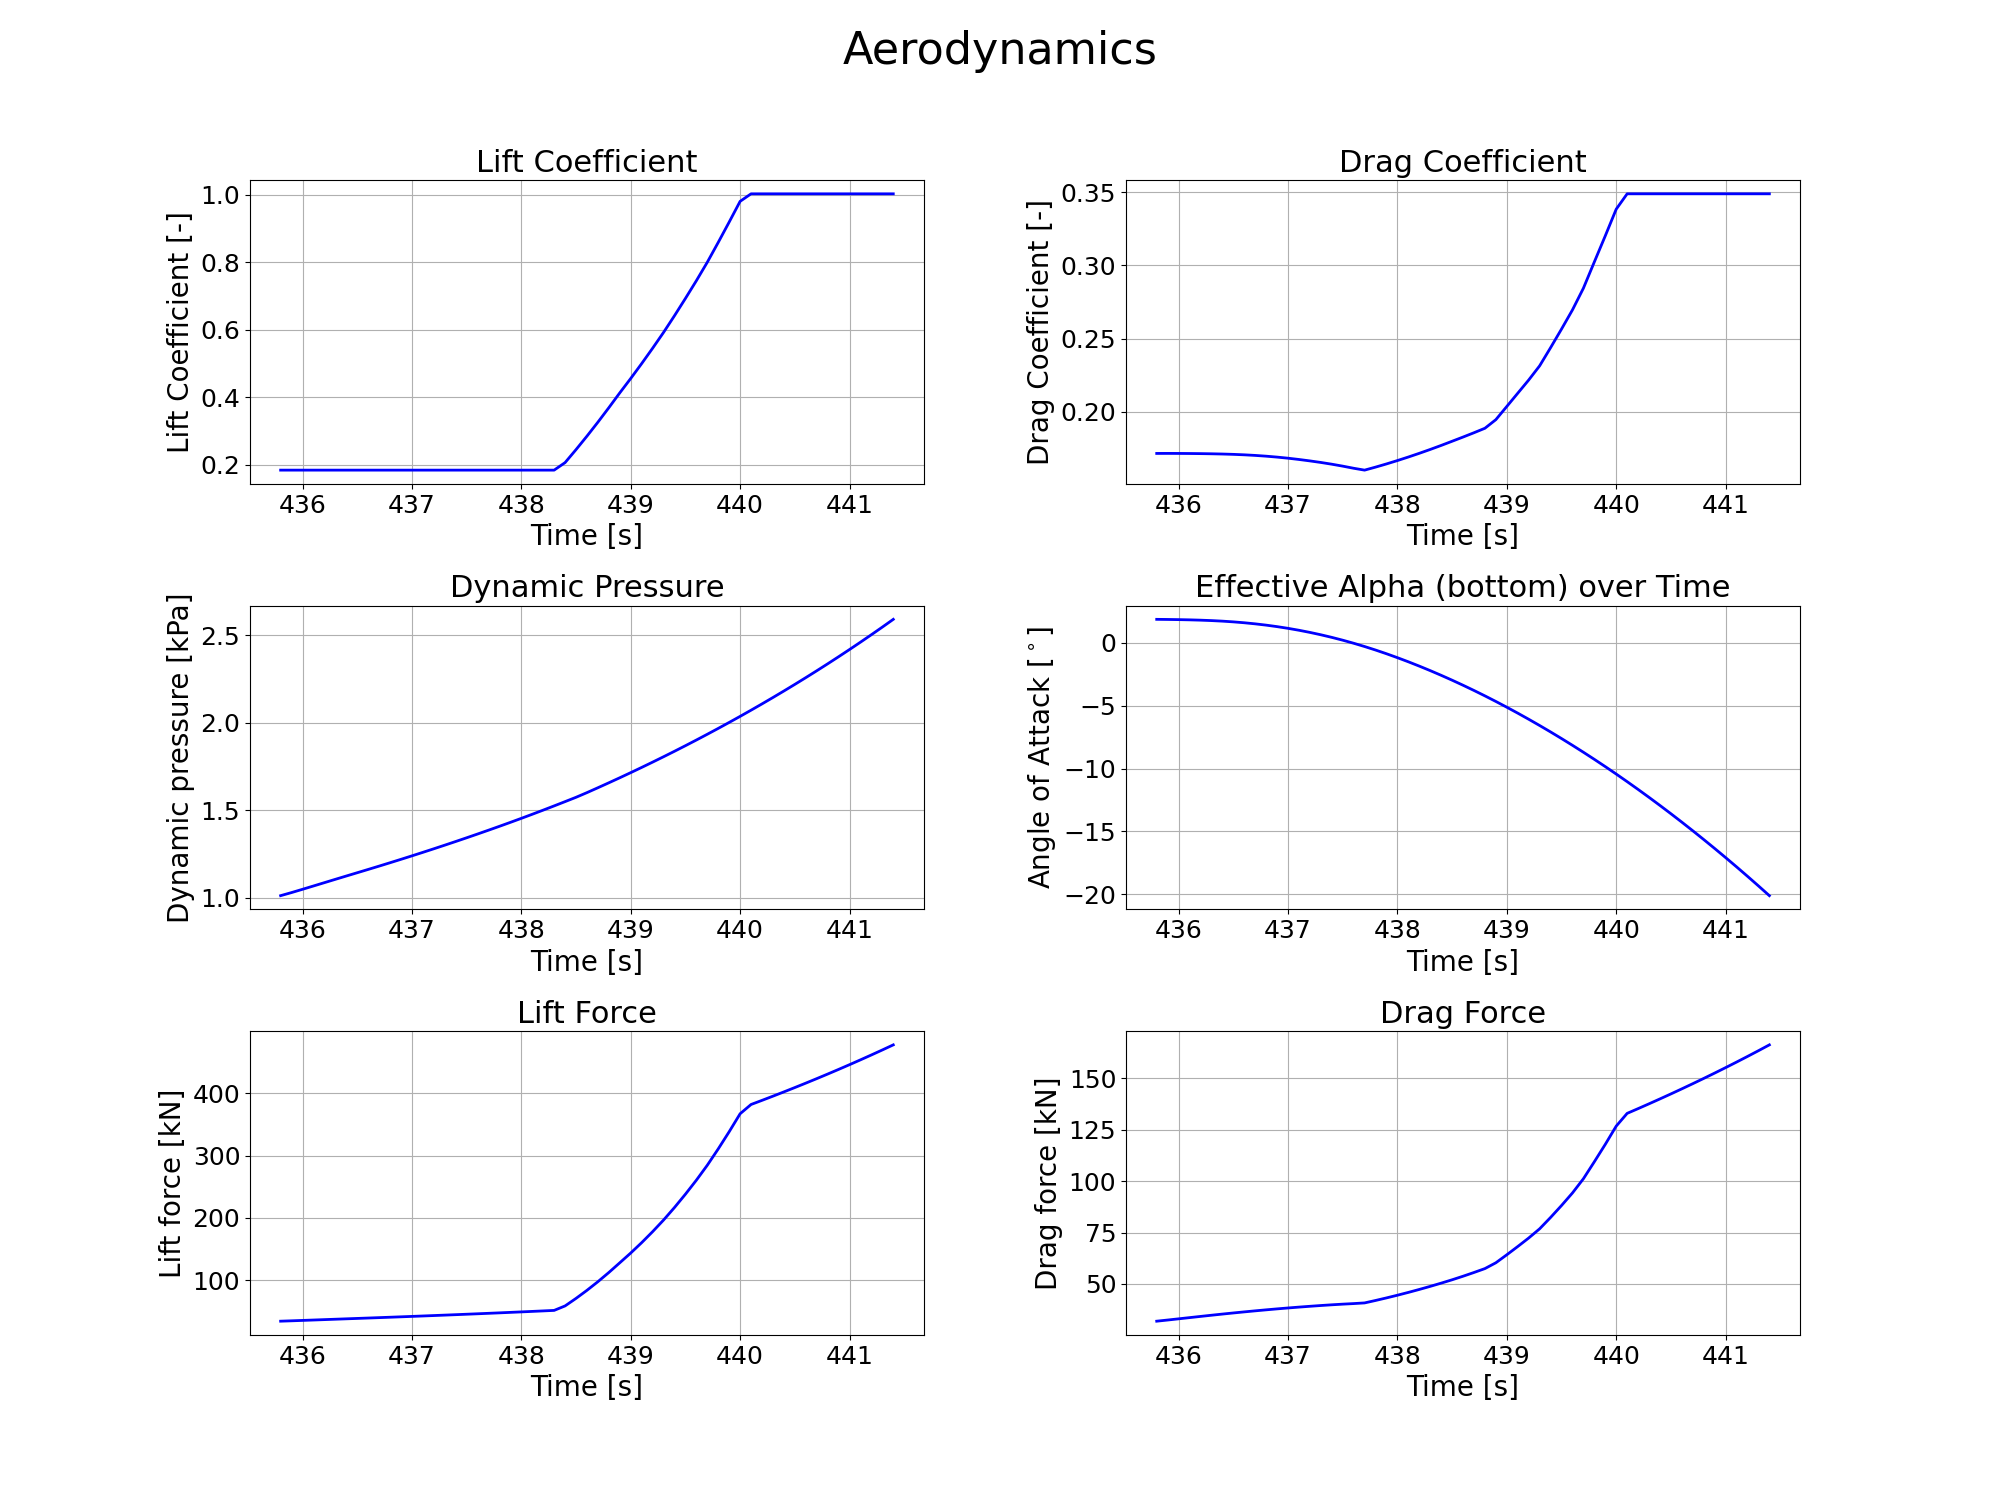 Aerodynamics
Lift Coefficient
Lift Coefficient [-]
1.0
0.8
0.6
0.4
0.2
436 437 438 439 440 441
Time [s]
Drag Coefficient
Drag Coefficient [-]
0.35
0.30
0.25
0.20
436 437 438 439 440 441
Time [s]
Dynamic Pressure
Dynamic pressure [kPa]
2.5
2.0
1.5
1.0
436 437 438 439 440 441
Time [s]
Effective Alpha (bottom) over Time
Angle of Attack [°]
0
−5
−10
−15
−20
436 437 438 439 440 441
Time [s]
Lift Force
Lift force [kN]
400
300
200
100
436 437 438 439 440 441
Time [s]
Drag Force
Drag force [kN]
150
125
100
75
50
436 437 438 439 440 441
Time [s]